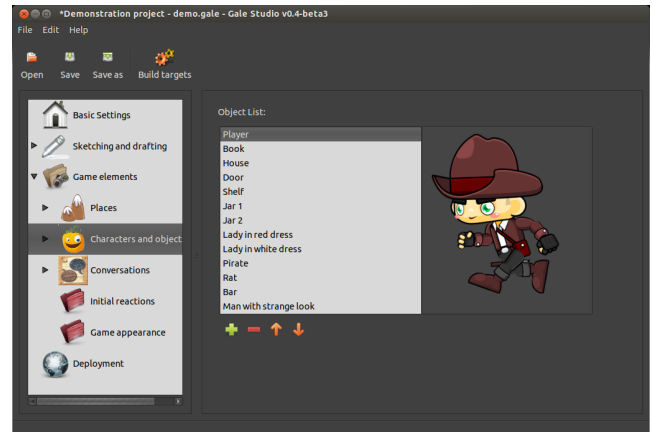 *Demonstration project - demo.gale - Gale Studio v0.4-beta3
File Edit Help
Open Save Save as Build targets
Basic Settings
Sketching and drafting
Game elements
Places
Characters and object
Conversations
Initial reactions
Game appearance
Deployment
Object List:
Player
Book
House
Door
Shelf
Jar 1
Jar 2
Lady in red dress
Lady in white dress
Pirate
Rat
Bar
Man with strange look